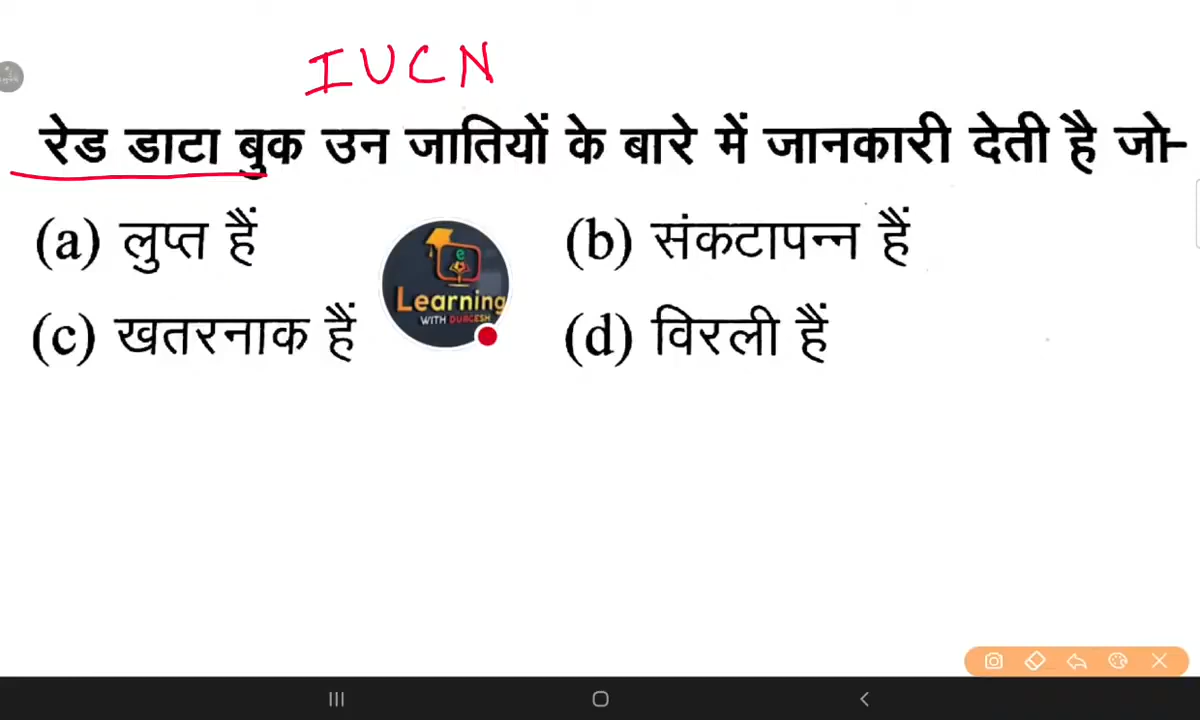 IUCN
रेड डाटा बुक उन जातियों के बारे में जानकारी देती है जो-
(a) लुप्त हैं (b) संकटापन्न हैं
e
Learning
WITH DURGESH
(c) खतरनाक हैं (d) विरली हैं